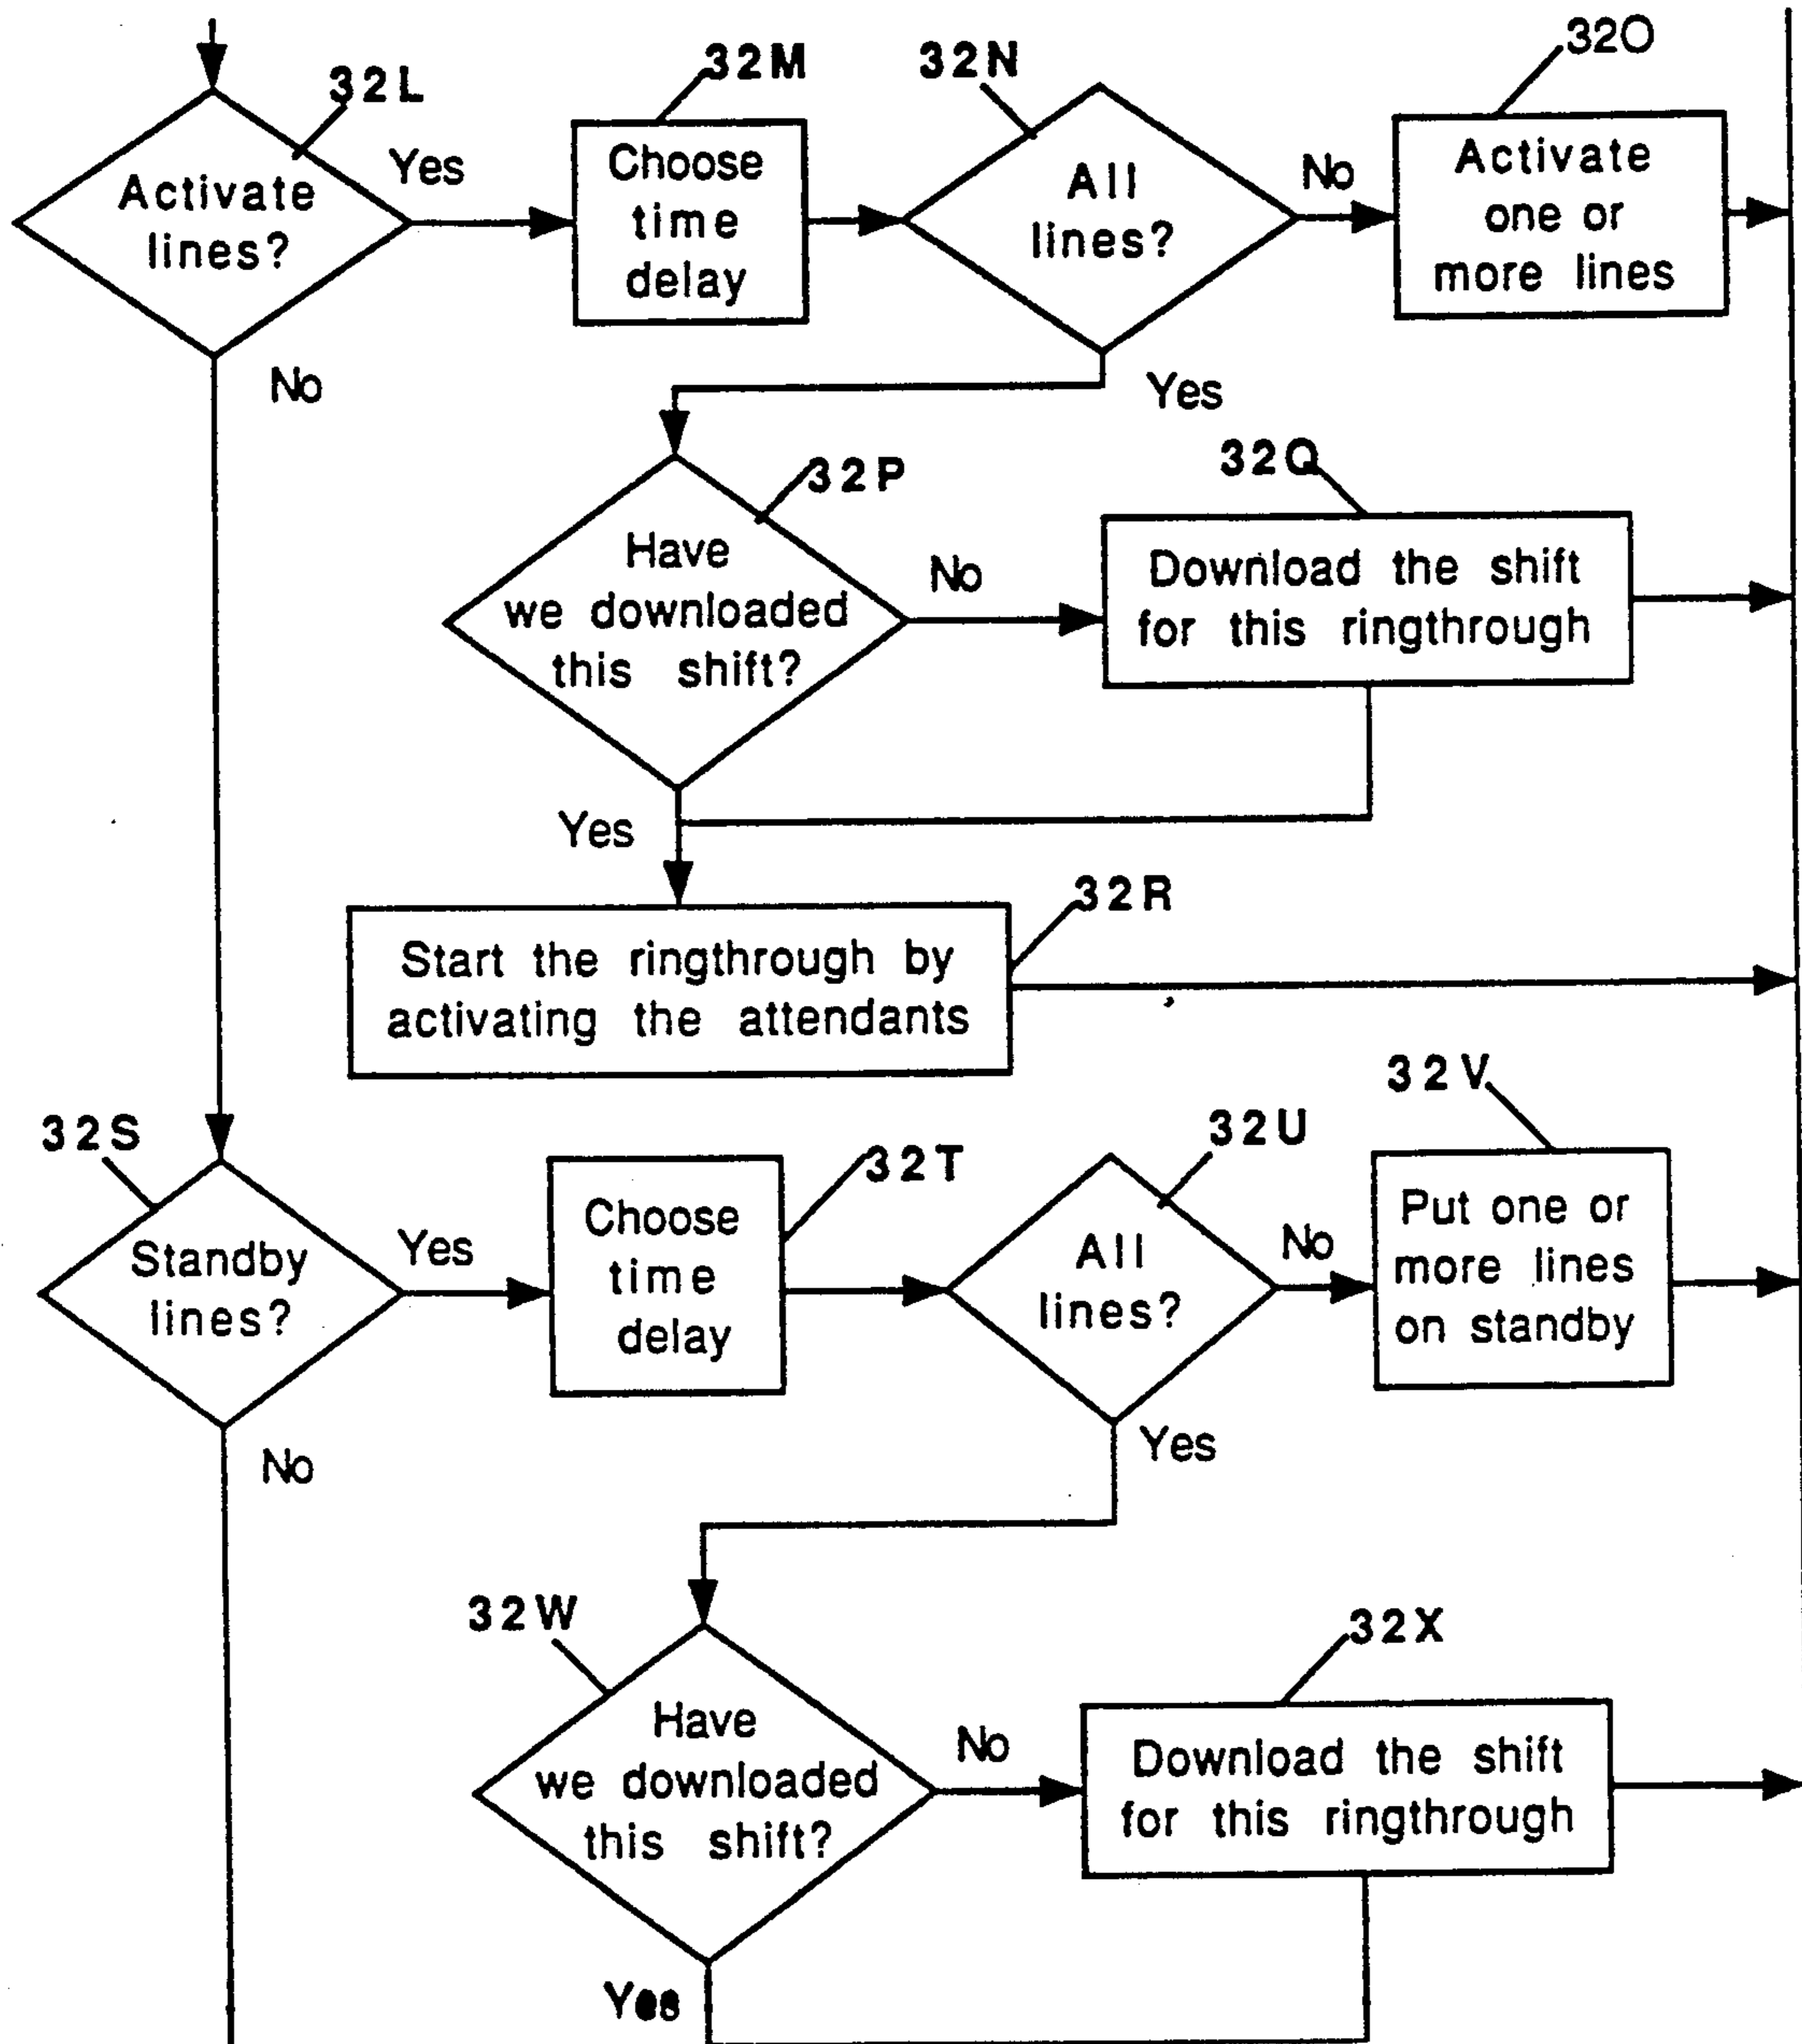 32L
32M
32N
32O
Activate
lines?
Yes
Choose
time
delay
All
lines?
No
Activate
one or
more lines
No
Yes
32P
32Q
Have
we downloaded
this shift?
No
Download the shift
for this ringthrough
Yes
32R
Start the ringthrough by
activating the attendants
32S
32T
32U
32V
Standby
lines?
Yes
Choose
time
delay
All
lines?
No
Put one or
more lines
on standby
No
Yes
32W
32X
Have
we downloaded
this shift?
No
Download the shift
for this ringthrough
Yes